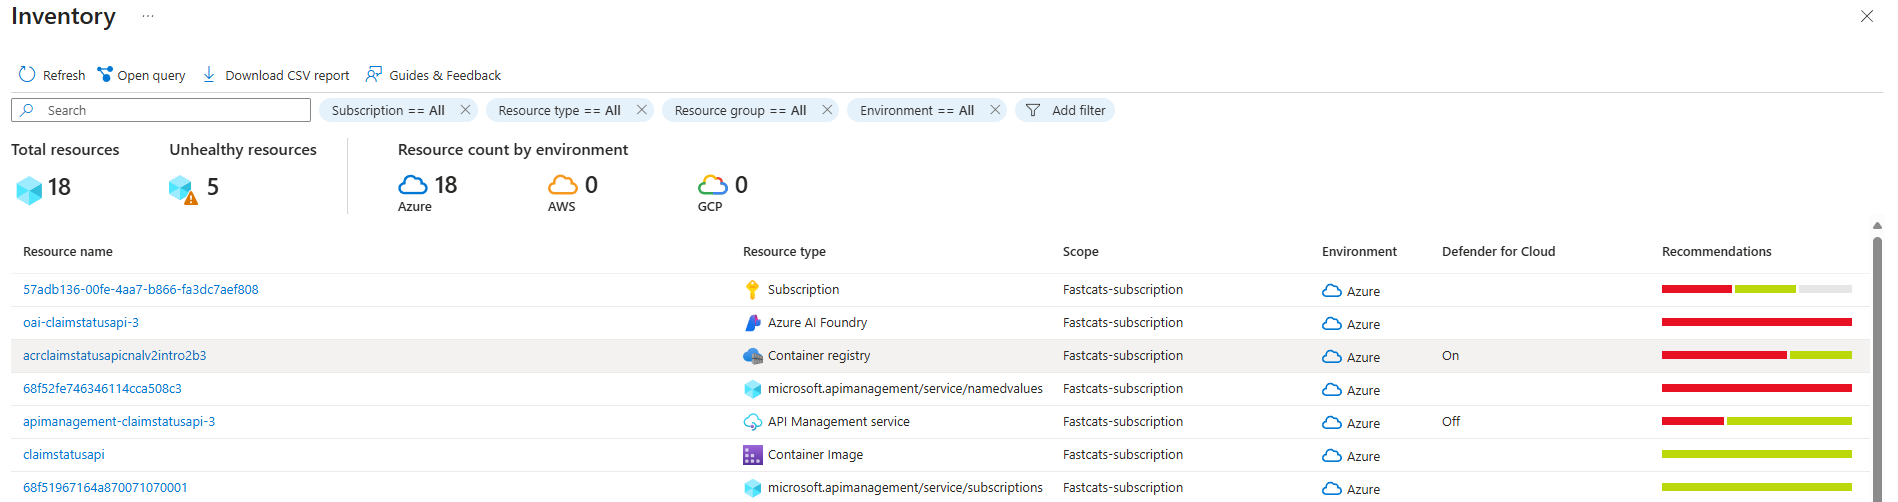 Inventory ...
Refresh Open query Download CSV report Guides & Feedback
Search Subscription == All Resource type == All Resource group == All Environment == All Add filter
Total resources Unhealthy resources Resource count by environment
18 5 18 0 0
Azure AWS GCP
Resource name Resource type Scope Environment Defender for Cloud Recommendations
57adb136-00fe-4aa7-b866-fa3dc7aef808 Subscription Fastcats-subscription Azure
oai-claimstatusapi-3 Azure AI Foundry Fastcats-subscription Azure
acrclaimstatusapicnalv2intro2b3 Container registry Fastcats-subscription Azure On
68f52fe746346114cca508c3 microsoft.apimanagement/service/namedvalues Fastcats-subscription Azure
apimanagement-claimstatusapi-3 API Management service Fastcats-subscription Azure Off
claimstatusapi Container Image Fastcats-subscription Azure
68f51967164a870071070001 microsoft.apimanagement/service/subscriptions Fastcats-subscription Azure